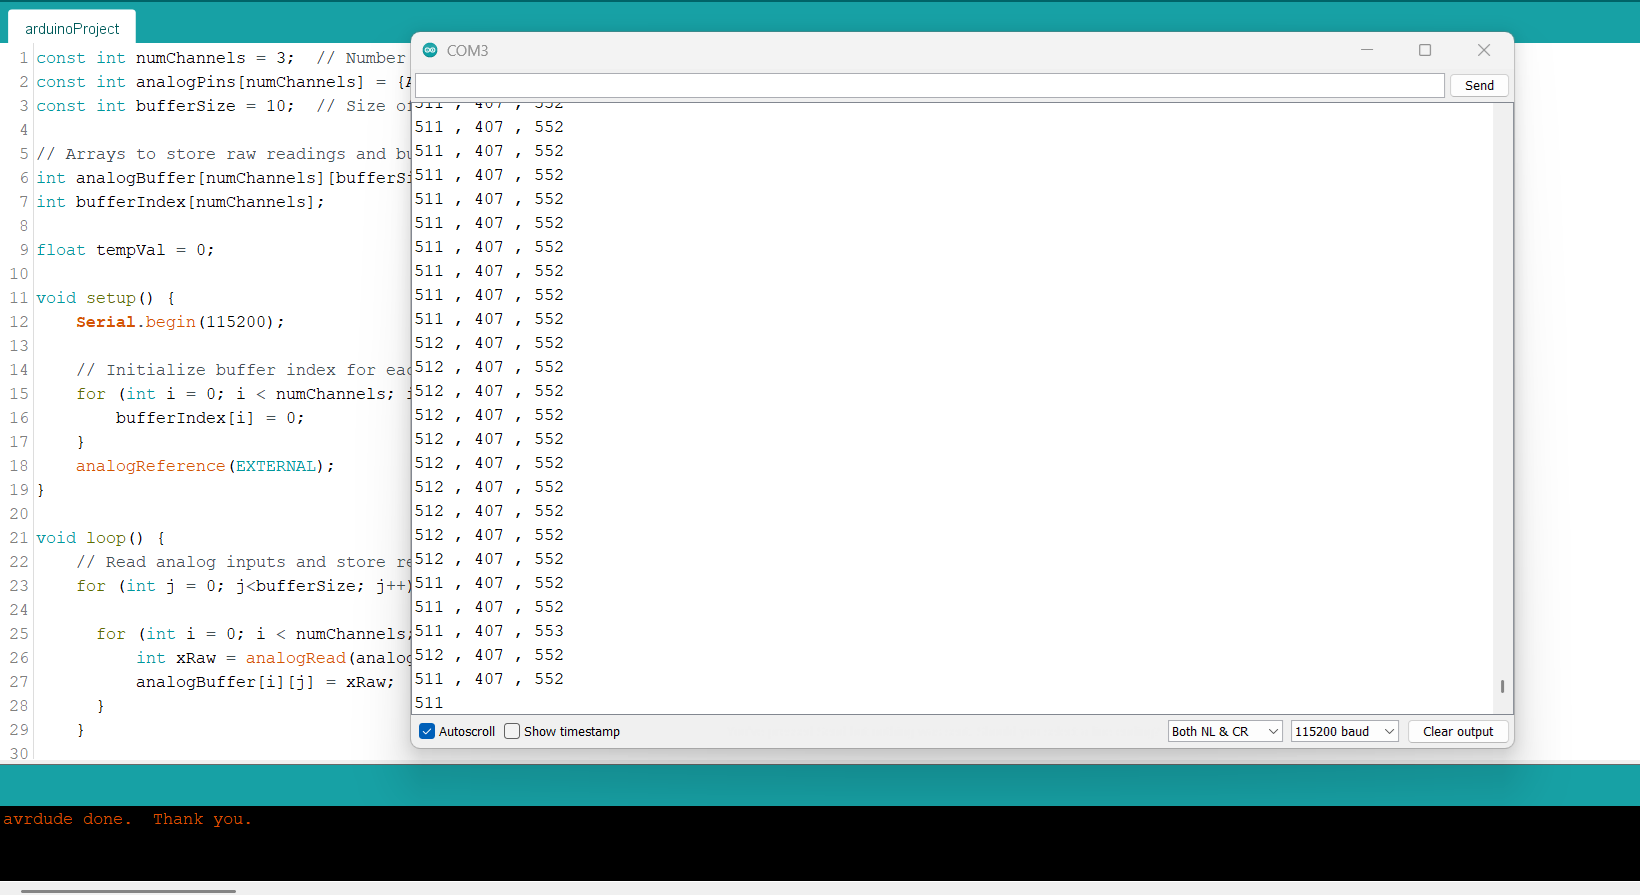 arduinoProject
1 const int numChannels = 3;  // Number
2 const int analogPins[numChannels] = {
3 const int bufferSize = 10;  // Size of
4
5 // Arrays to store raw readings and
6 int analogBuffer[numChannels]
7 int bufferIndex[numChannels];
8
9 float tempVal = 0;
10
11 void setup() {
12     Serial.begin(115200);
13
14     // Initialize buffer index for
15     for (int i = 0; i < numChannels;
16         bufferIndex[i] = 0;
17     }
18     analogReference(EXTERNAL);
19 }
20
21 void loop() {
22     // Read analog inputs and store
23     for (int j = 0; j<bufferSize; j++)
24
25       for (int i = 0; i < numChannels;
26           int xRaw = analogRead(
27           analogBuffer[i][j] = xRaw;
28       }
29     }
30
COM3
Send
511 , 407 , 552
511 , 407 , 552
511 , 407 , 552
511 , 407 , 552
511 , 407 , 552
511 , 407 , 552
511 , 407 , 552
511 , 407 , 552
511 , 407 , 552
511 , 407 , 552
512 , 407 , 552
512 , 407 , 552
512 , 407 , 552
512 , 407 , 552
512 , 407 , 552
512 , 407 , 552
512 , 407 , 552
512 , 407 , 552
512 , 407 , 552
512 , 407 , 552
511 , 407 , 552
511 , 407 , 552
511 , 407 , 553
512 , 407 , 552
511 , 407 , 552
511
Autoscroll Show timestamp Both NL & CR 115200 baud Clear output
avrdude done.  Thank you.